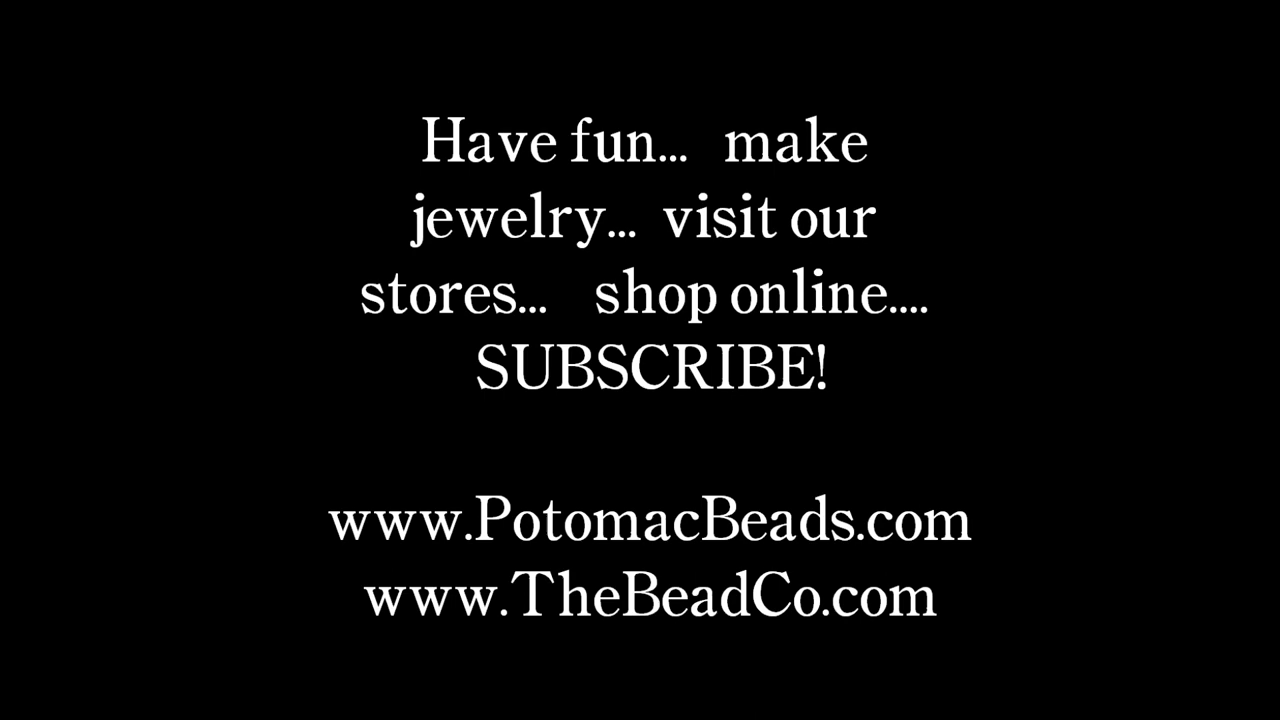 Have fun... make
jewelry... visit our
stores... shop online....
SUBSCRIBE!
www.PotomacBeads.com
www.TheBeadCo.com